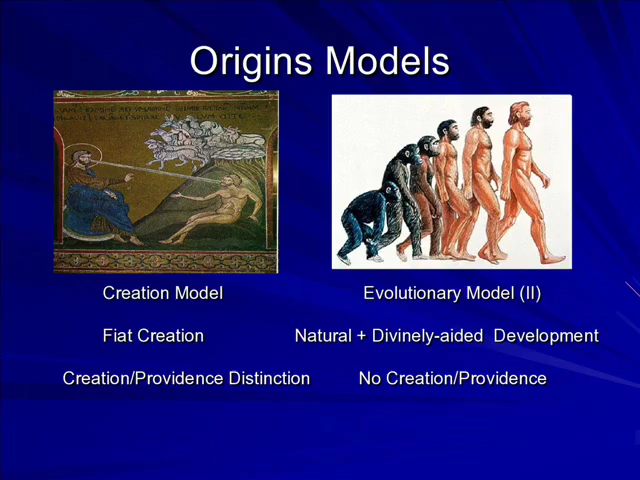 Origins Models
Creation Model
Evolutionary Model (II)
Fiat Creation
Natural + Divinely-aided Development
Creation/Providence Distinction
No Creation/Providence